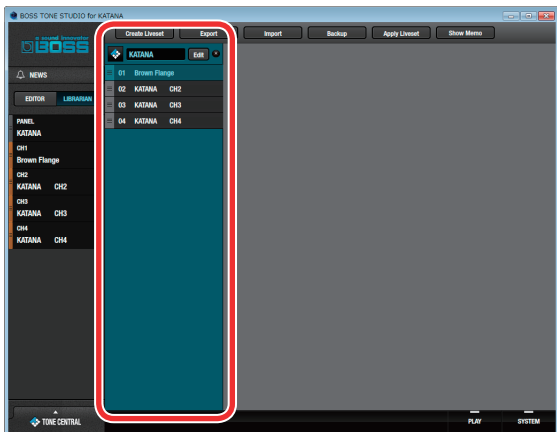 BOSS TONE STUDIO for KATANA
a sound innovator
BOSS
Create Liveset Export Import Backup Apply Liveset Show Memo
NEWS
EDITOR LIBRARIAN
PANEL
KATANA
CH1
Brown Flange
CH2
KATANA CH2
CH3
KATANA CH3
CH4
KATANA CH4
KATANA Edit
01 Brown Flange
02 KATANA CH2
03 KATANA CH3
04 KATANA CH4
TONE CENTRAL
PLAY SYSTEM